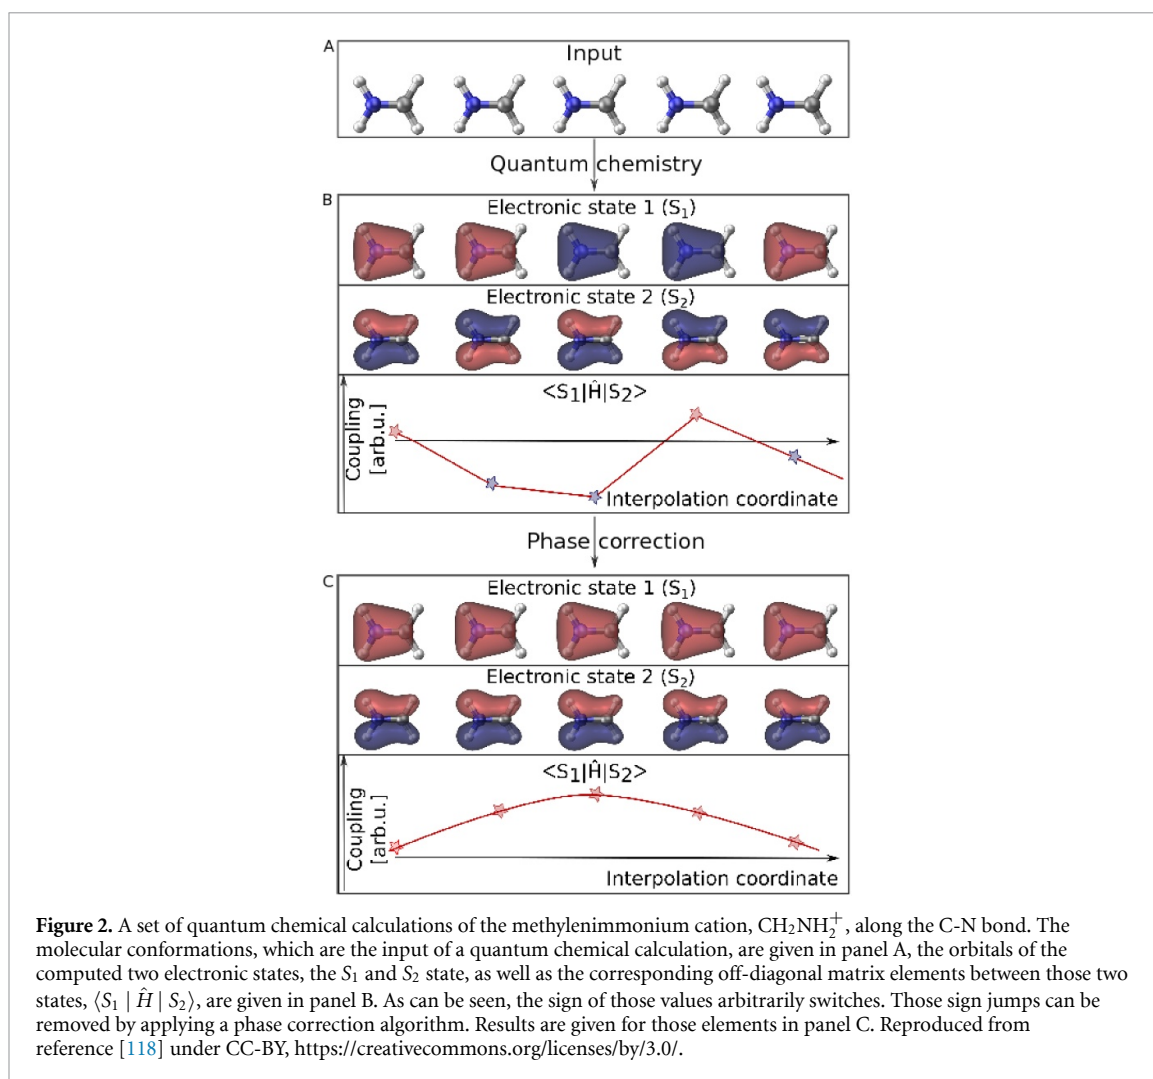 A
Input
Quantum chemistry
B
Electronic state 1 (S₁)
Electronic state 2 (S₂)
<S₁|Ĥ|S₂>
Coupling
[arb.u.]
Interpolation coordinate
Phase correction
C
Electronic state 1 (S₁)
Electronic state 2 (S₂)
<S₁|Ĥ|S₂>
Coupling
[arb.u.]
Interpolation coordinate
Figure 2. A set of quantum chemical calculations of the methylenimmonium cation, CH₂NH₂⁺, along the C-N bond. The
molecular conformations, which are the input of a quantum chemical calculation, are given in panel A, the orbitals of the
computed two electronic states, the S₁ and S₂ state, as well as the corresponding off-diagonal matrix elements between those two
states, ⟨S₁ | Ĥ | S₂⟩, are given in panel B. As can be seen, the sign of those values arbitrarily switches. Those sign jumps can be
removed by applying a phase correction algorithm. Results are given for those elements in panel C. Reproduced from
reference [118] under CC-BY, https://creativecommons.org/licenses/by/3.0/.